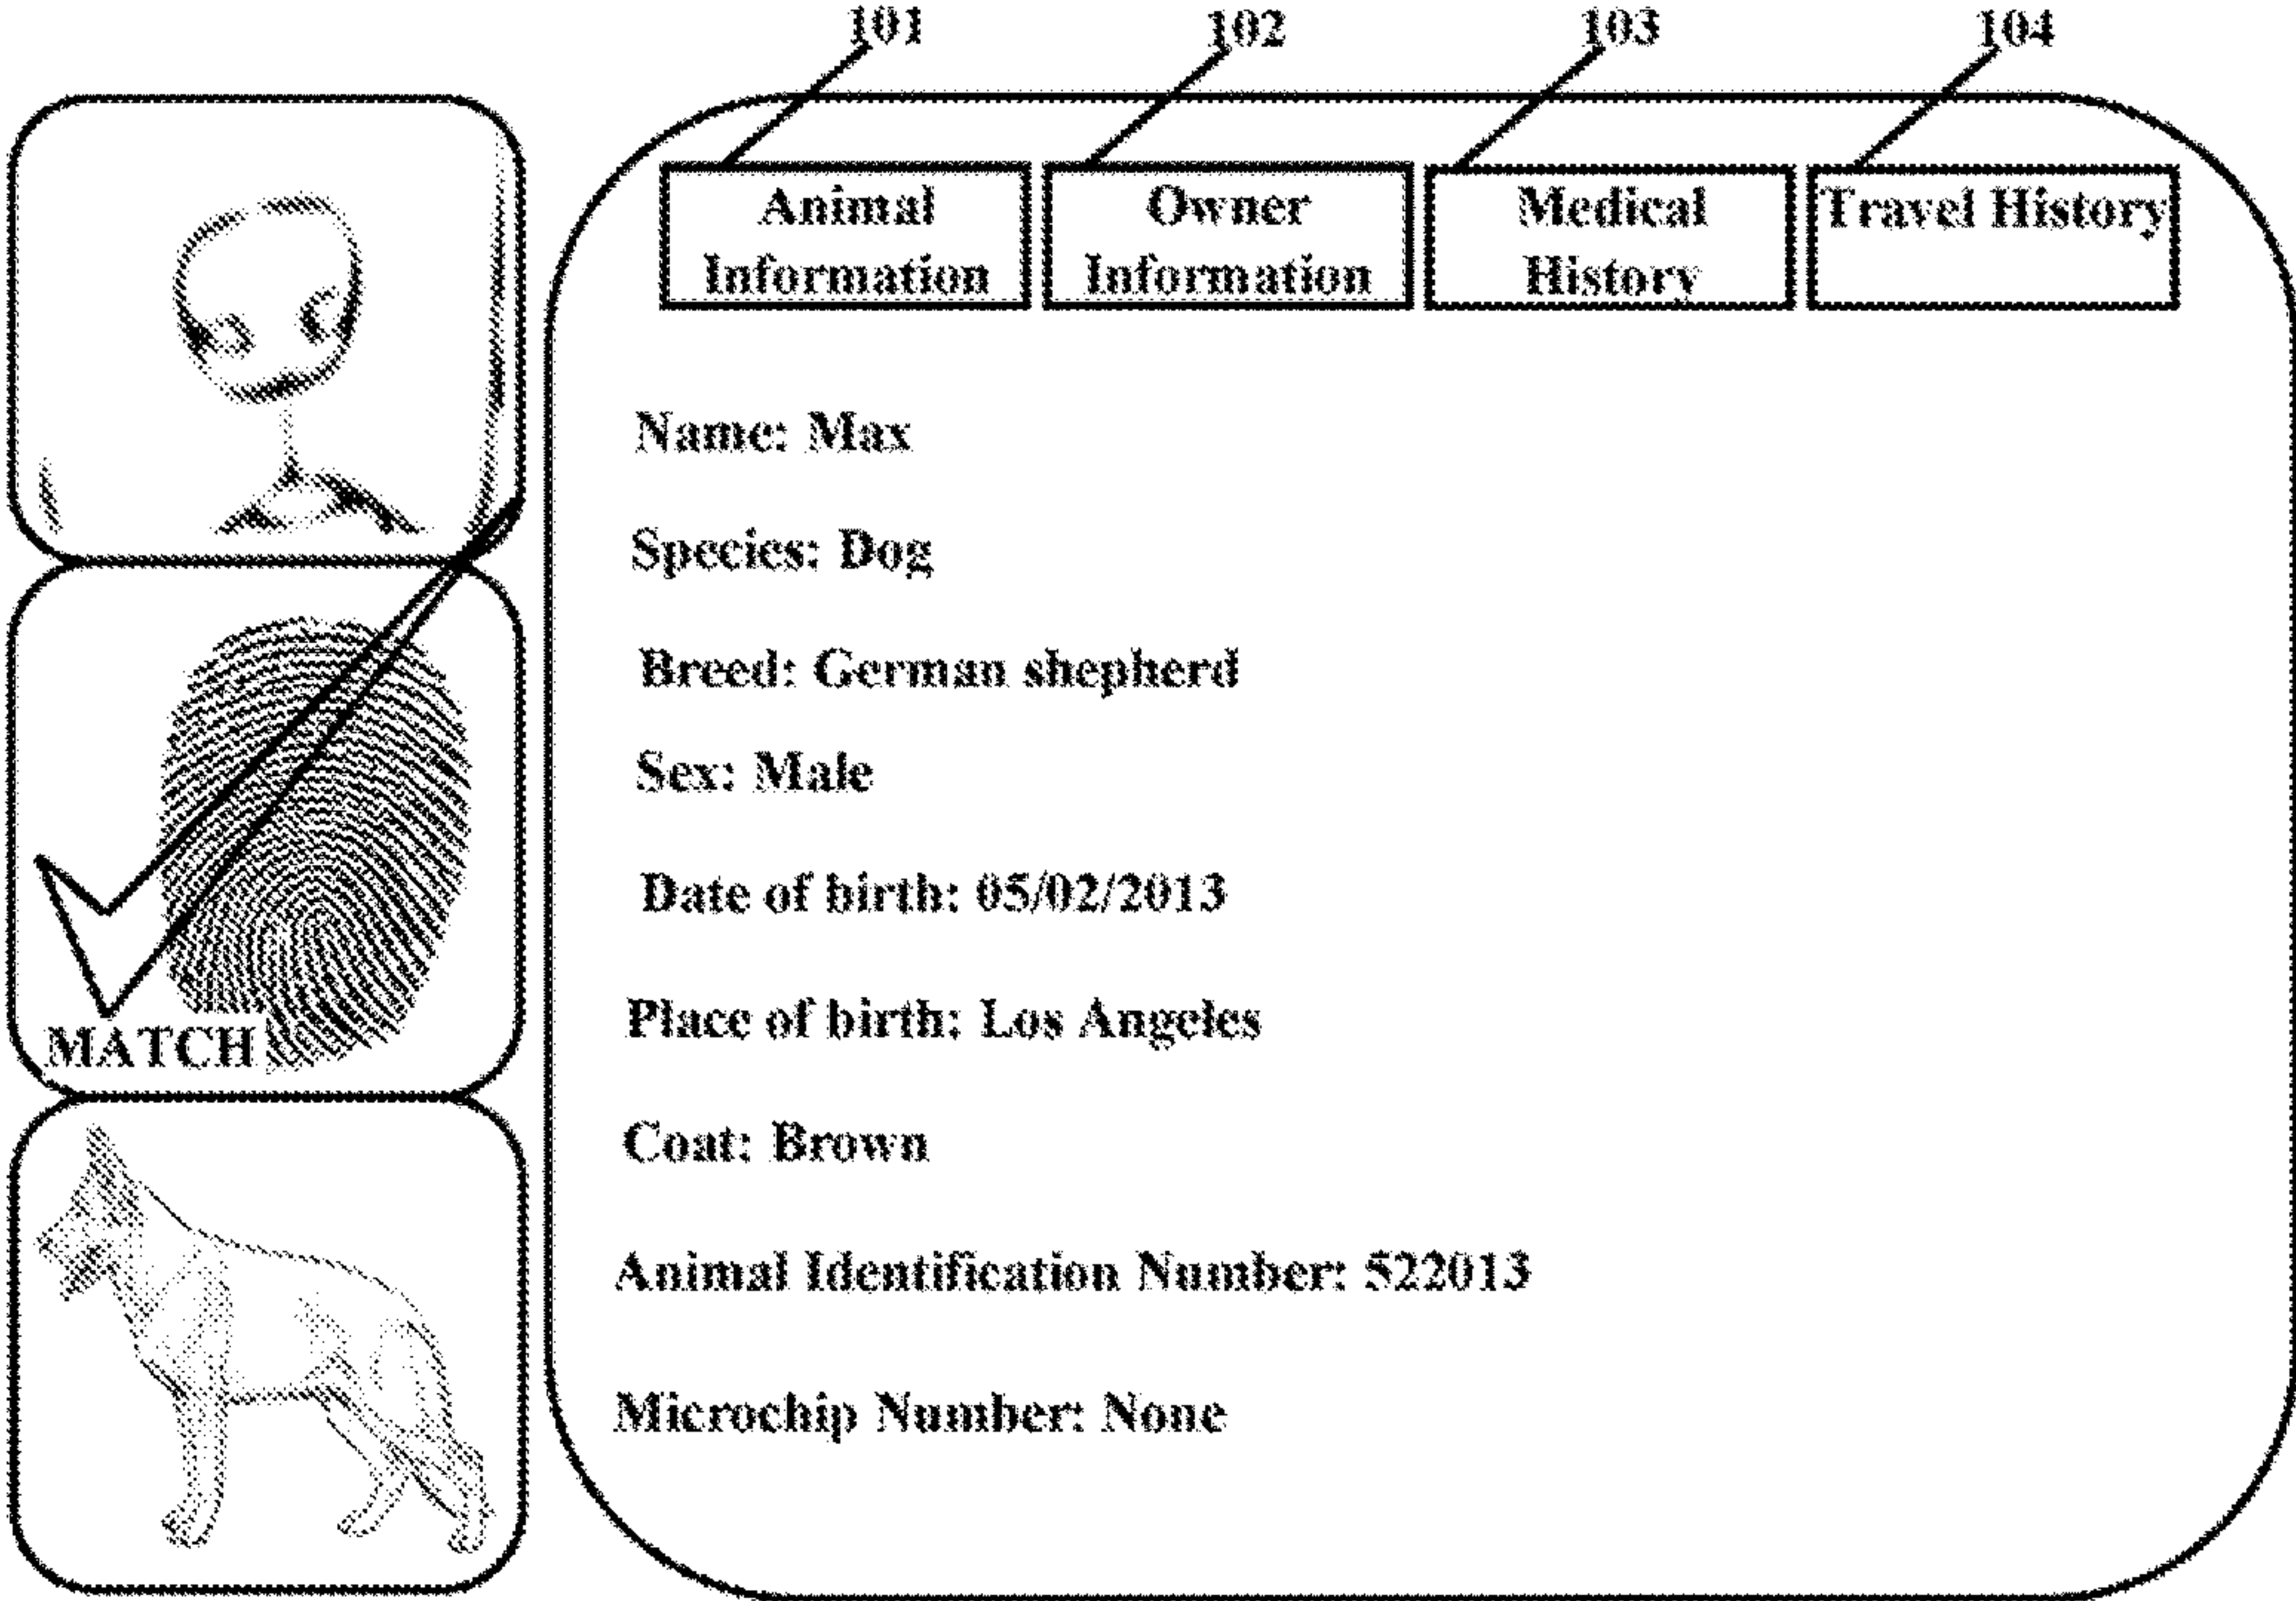 101 102 103 104
Animal Information
Owner Information
Medical History
Travel History
Name: Max
Species: Dog
Breed: German shepherd
Sex: Male
Date of birth: 05/02/2013
Place of birth: Los Angeles
Coat: Brown
Animal Identification Number: 522013
Microchip Number: None
MATCH